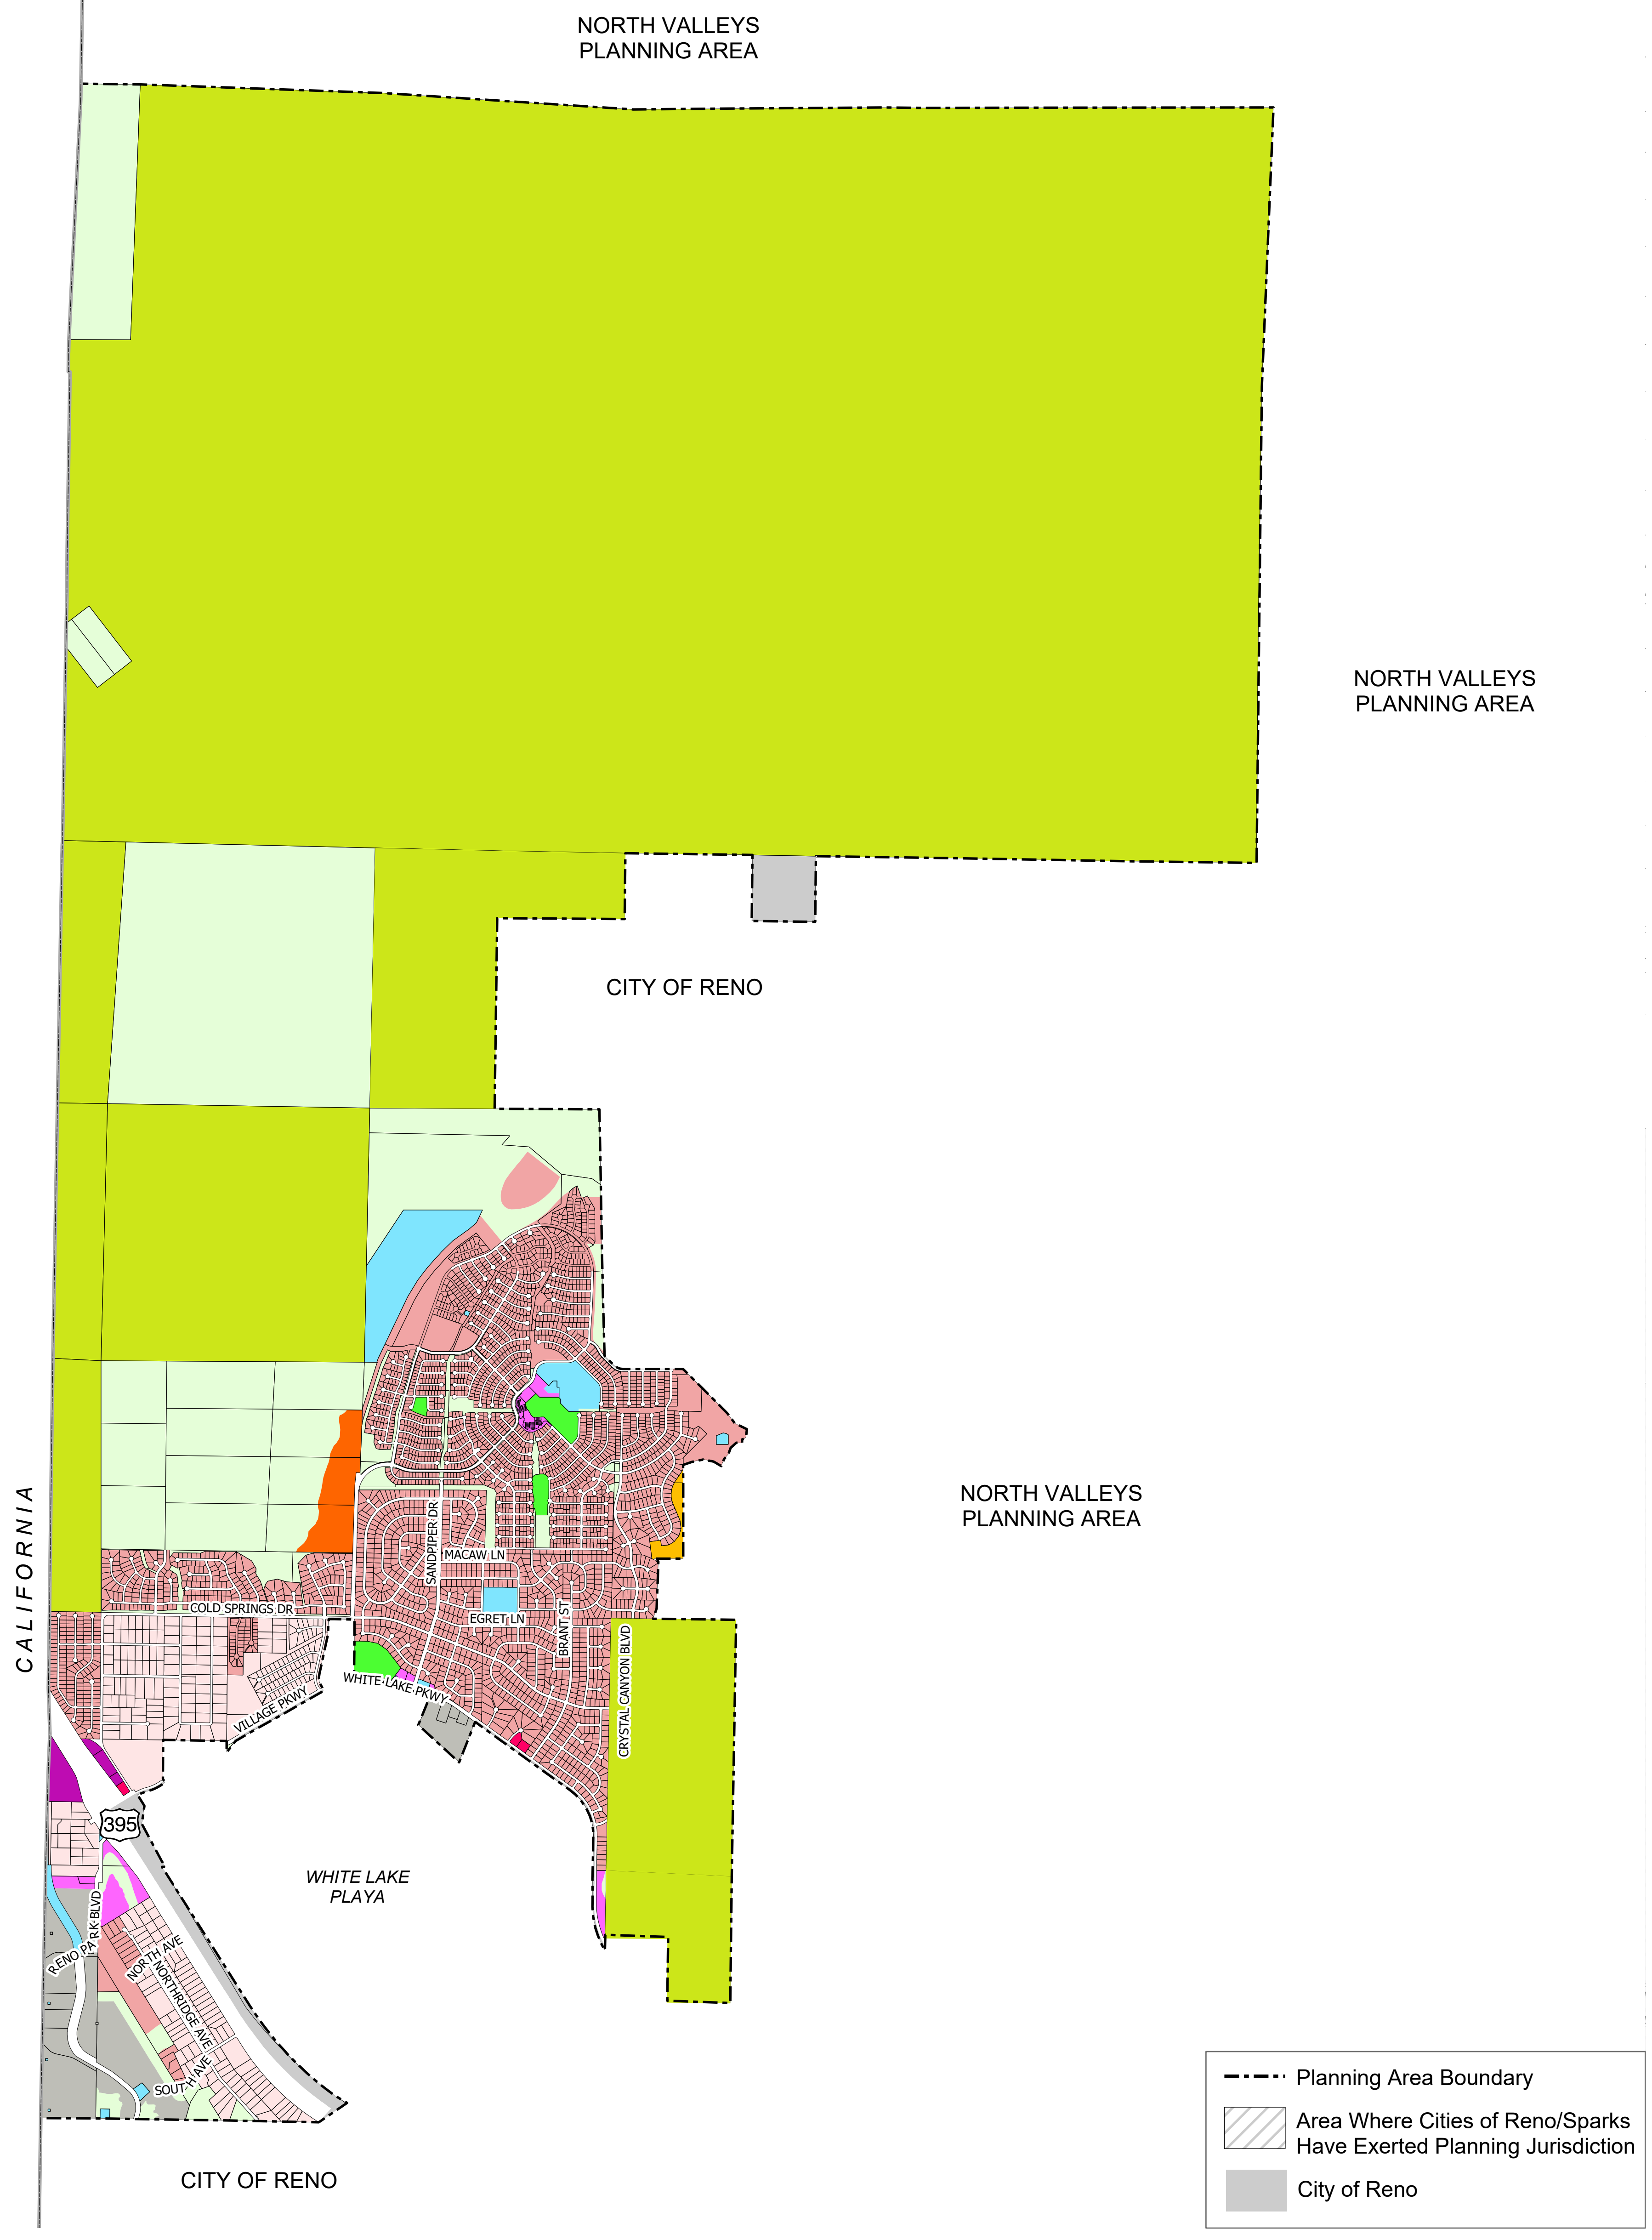 NORTH VALLEYS
PLANNING AREA
NORTH VALLEYS
PLANNING AREA
CITY OF RENO
CALIFORNIA
NORTH VALLEYS
PLANNING AREA
SANDPIPER DR
MACAW LN
COLD SPRINGS DR
EGRET LN
BRANT ST
CRYSTAL CANYON BLVD
WHITE LAKE PKWY
VILLAGE PKWY
395
WHITE LAKE
PLAYA
RENO PARK BLVD
NORTH AVE
NORTHRIDGE AVE
SOUTH AVE
CITY OF RENO
Planning Area Boundary
Area Where Cities of Reno/Sparks
Have Exerted Planning Jurisdiction
City of Reno